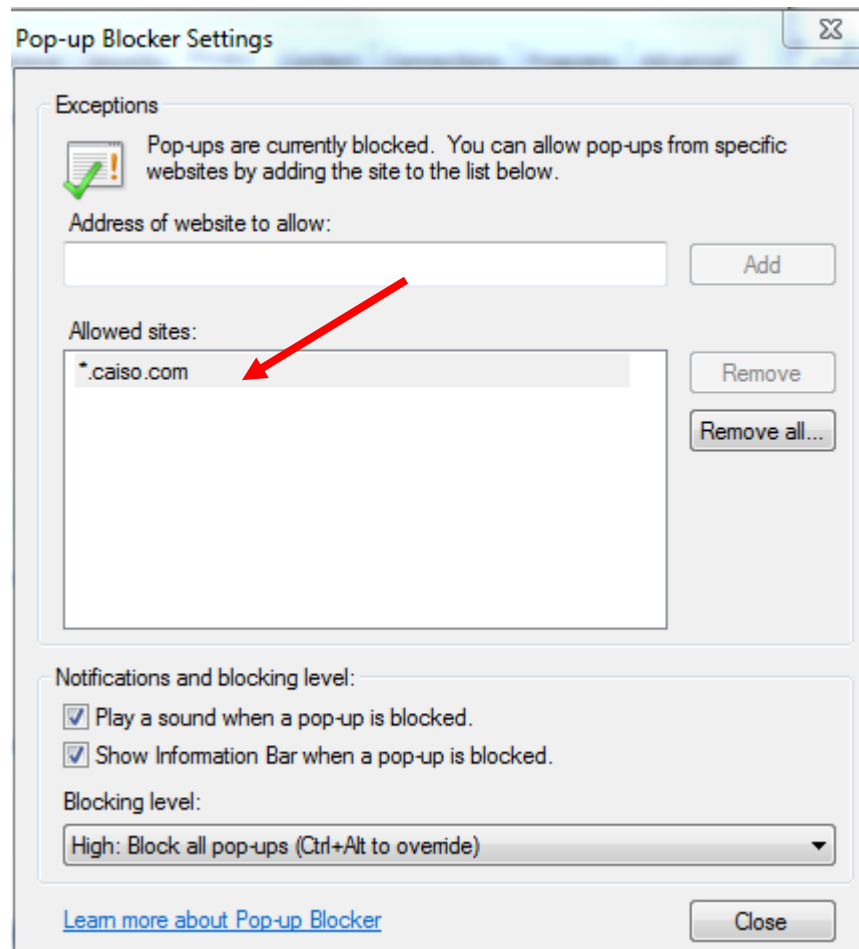 Pop-up Blocker Settings
Exceptions
Pop-ups are currently blocked. You can allow pop-ups from specific
websites by adding the site to the list below.
Address of website to allow:
Add
Allowed sites:
*.caiso.com
Remove
Remove all...
Notifications and blocking level:
Play a sound when a pop-up is blocked.
Show Information Bar when a pop-up is blocked.
Blocking level:
High: Block all pop-ups (Ctrl+Alt to override)
Learn more about Pop-up Blocker
Close